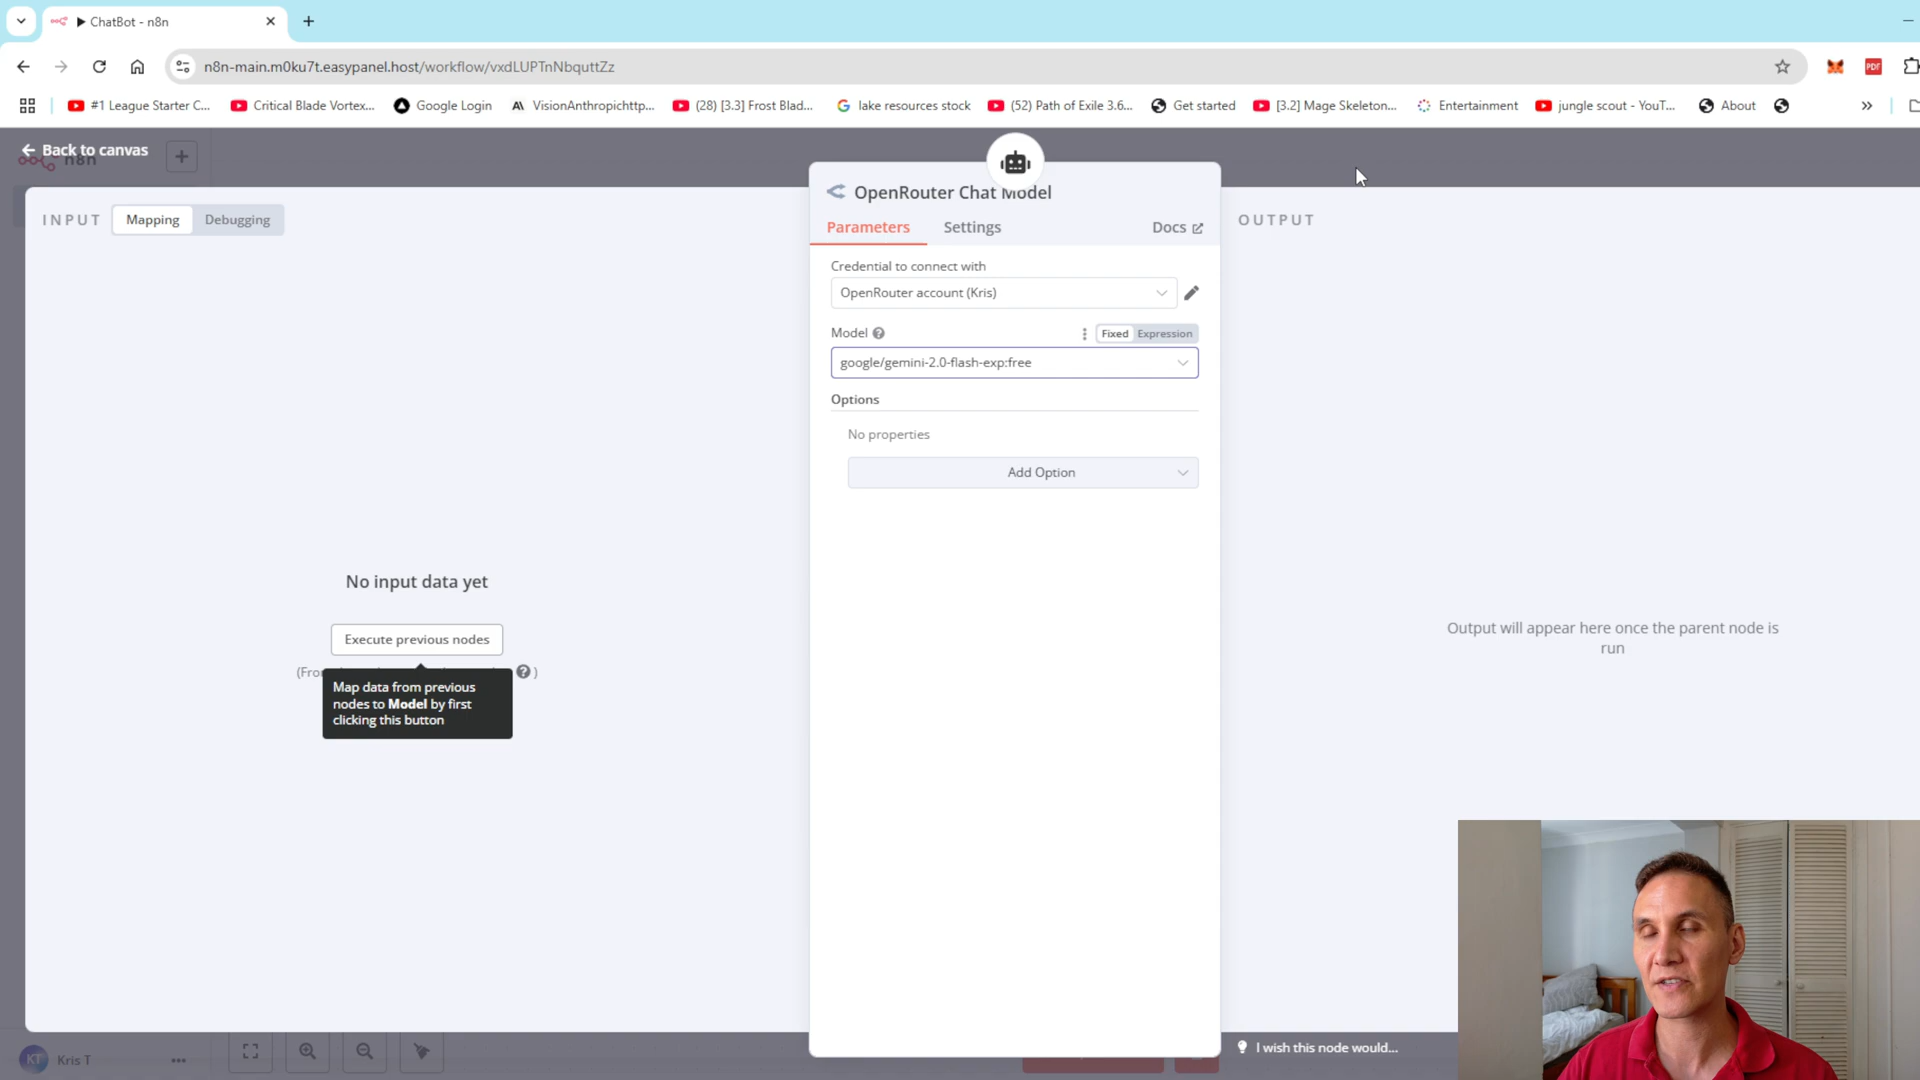 ChatBot - n8n
n8n-main.m0ku7t.easypanel.host/workflow/vxdLUPTnNbquttZz
#1 League Starter C...
Critical Blade Vortex...
Google Login
VisionAnthropichttp...
(28) [3.3] Frost Blad...
lake resources stock
(52) Path of Exile 3.6...
Get started
[3.2] Mage Skeleton...
Entertainment
jungle scout - YouT...
About
PDF
Back to canvas
n8n
INPUT
Mapping
Debugging
OpenRouter Chat Model
Parameters
Settings
Docs
Credential to connect with
OpenRouter account (Kris)
Model
Fixed
Expression
google/gemini-2.0-flash-exp:free
Options
No properties
Add Option
OUTPUT
No input data yet
Execute previous nodes
Map data from previous
nodes to Model by first
clicking this button
Output will appear here once the parent node is
run
I wish this node would...
KT
Kris T